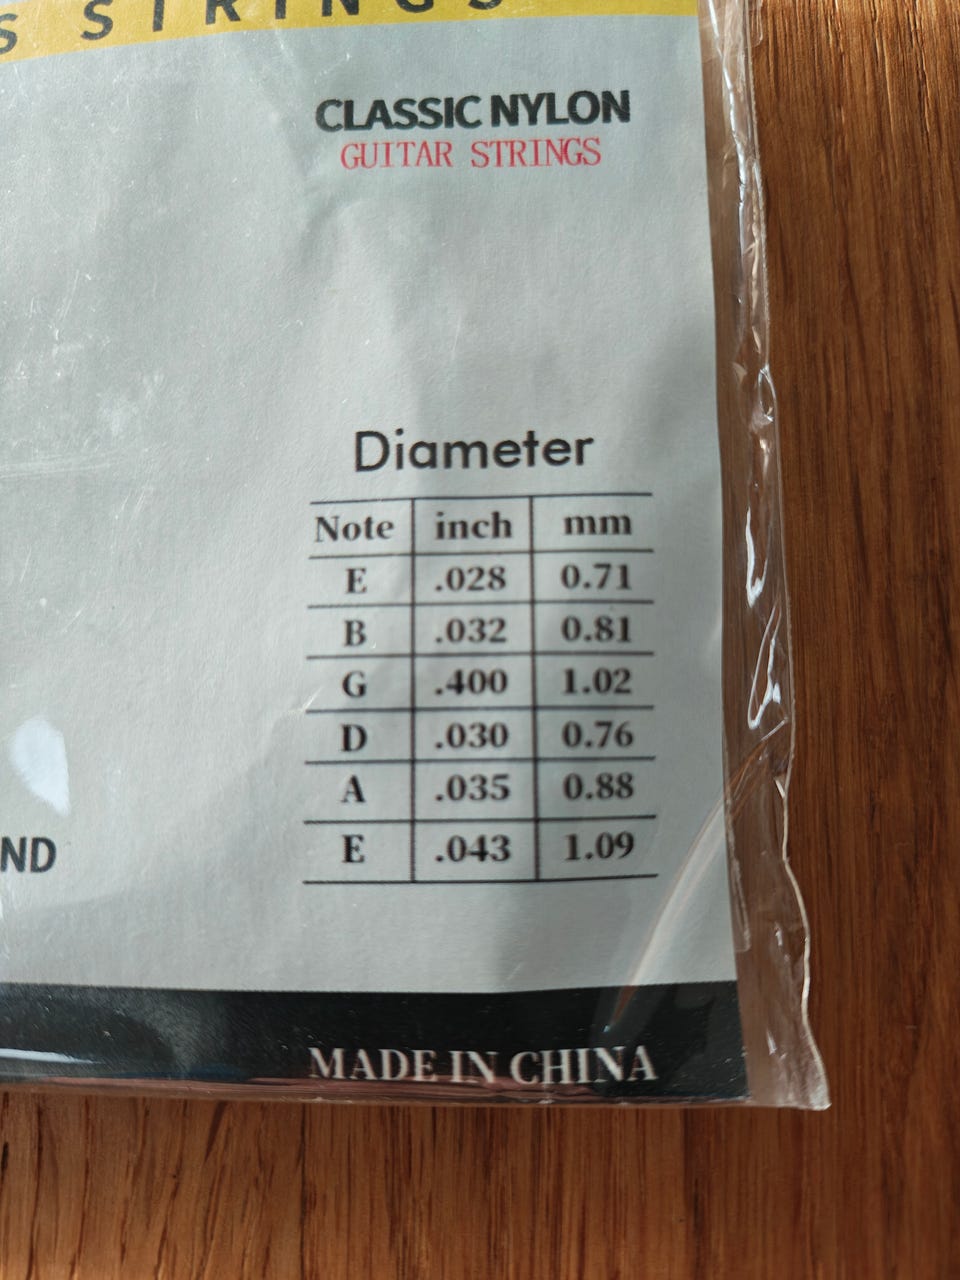 S STRINGS
CLASSIC NYLON
GUITAR STRINGS
Diameter
Note inch mm
E .028 0.71
B .032 0.81
G .400 1.02
D .030 0.76
A .035 0.88
E .043 1.09
ND
MADE IN CHINA